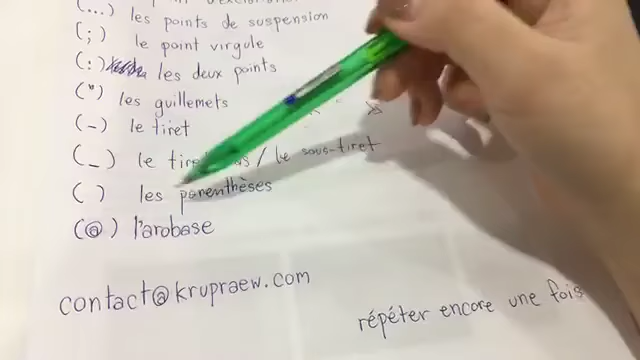 (...) les points de suspension
(;) le point virgule
(:) les deux points
(") les guillemets
(-) le tiret
(_) le / le sous-tiret
( ) les parenthèses
(@) l'arobase
contact@krupraew.com
répéter encore une fois